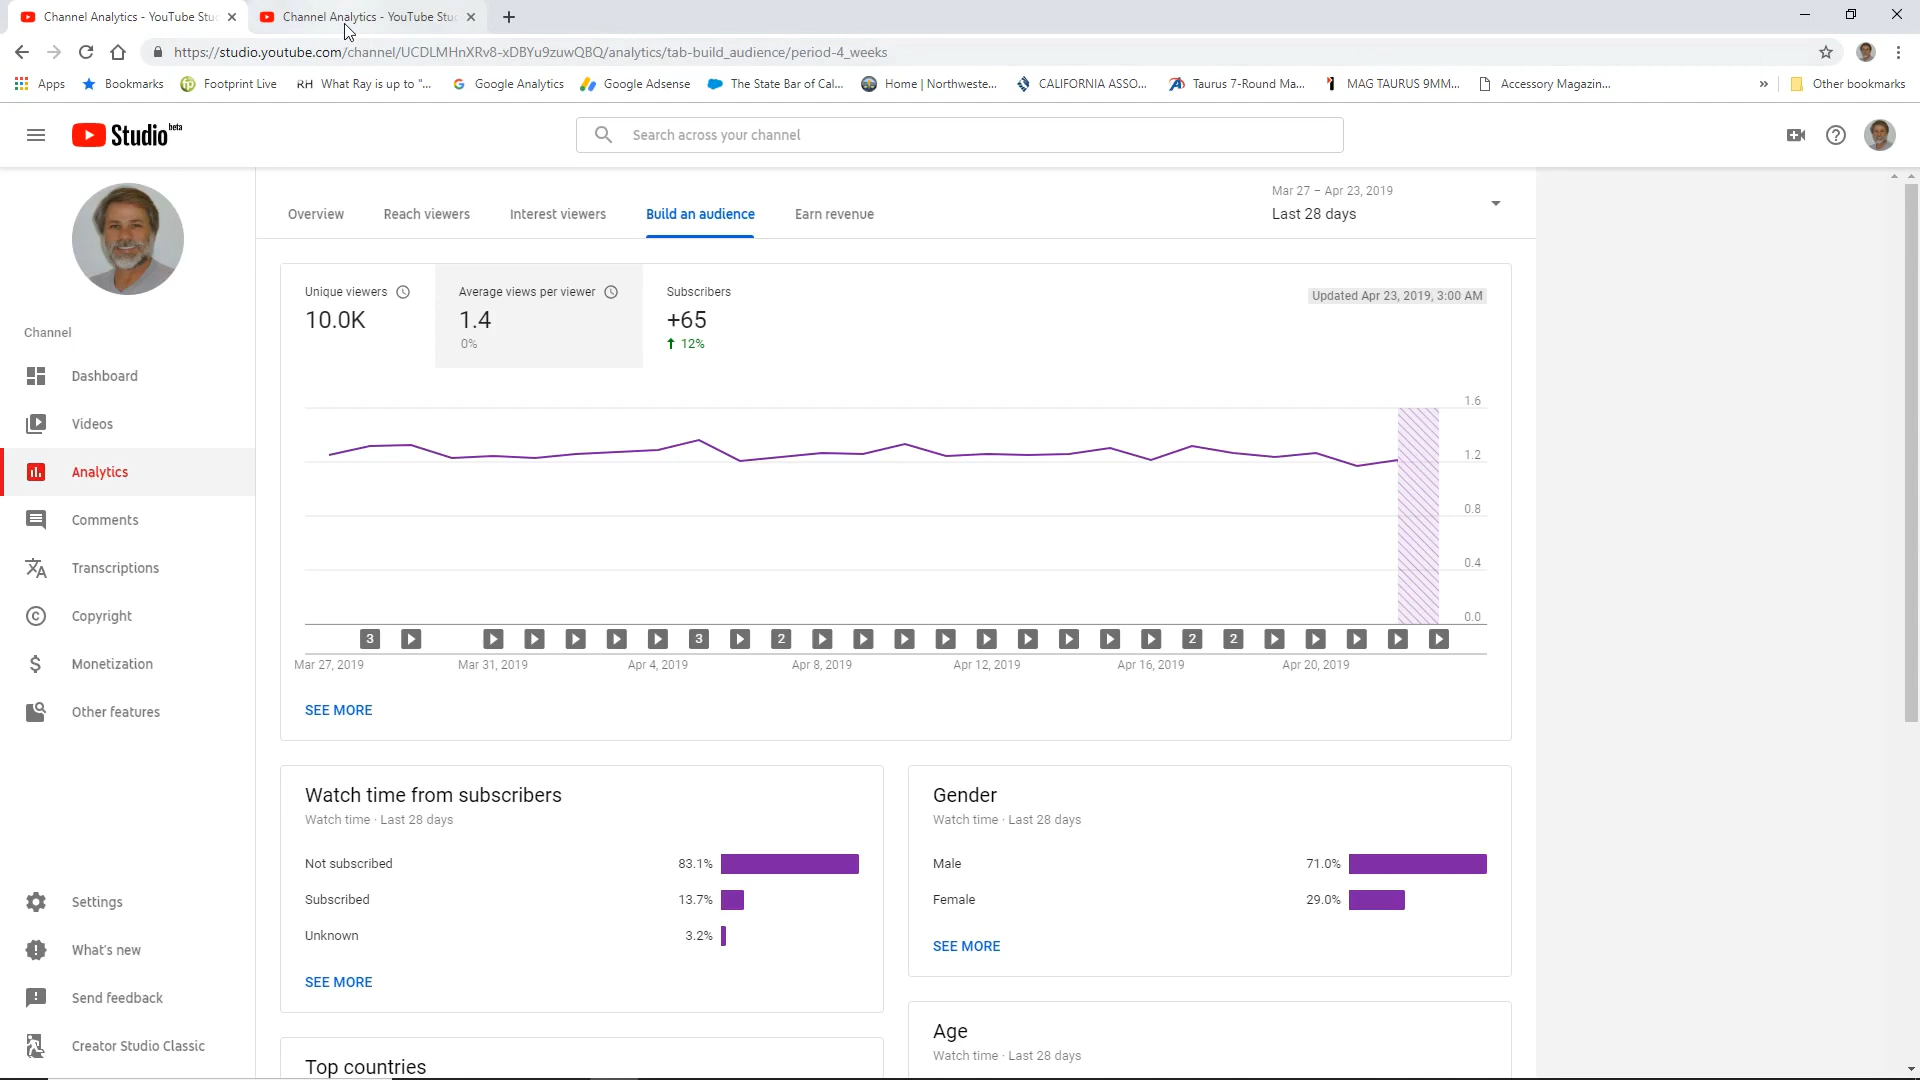 Channel Analytics - YouTube Stu
Channel Analytics - YouTube Stu
https://studio.youtube.com/channel/UCDLMHnXRv8-xDBYu9zuwQBQ/analytics/tab-build_audience/period-4_weeks
Apps
Bookmarks
fp Footprint Live
RH What Ray is up to "...
Google Analytics
Google Adsense
The State Bar of Cal...
Home | Northweste...
CALIFORNIA ASSO...
Taurus 7-Round Ma...
MAG TAURUS 9MM...
Accessory Magazin...
»
Other bookmarks
Studio beta
Search across your channel
Channel
Dashboard
Videos
Analytics
Comments
Transcriptions
Copyright
Monetization
Other features
Settings
What's new
Send feedback
Creator Studio Classic
Overview
Reach viewers
Interest viewers
Build an audience
Earn revenue
Mar 27 – Apr 23, 2019
Last 28 days
Unique viewers
10.0K
Average views per viewer
1.4
0%
Subscribers
+65
12%
Updated Apr 23, 2019, 3:00 AM
1.6
1.2
0.8
0.4
0.0
3 3 2 2 2
Mar 27, 2019 Mar 31, 2019 Apr 4, 2019 Apr 8, 2019 Apr 12, 2019 Apr 16, 2019 Apr 20, 2019
SEE MORE
Watch time from subscribers
Watch time · Last 28 days
Not subscribed 83.1%
Subscribed 13.7%
Unknown 3.2%
SEE MORE
Top countries
Gender
Watch time · Last 28 days
Male 71.0%
Female 29.0%
SEE MORE
Age
Watch time · Last 28 days